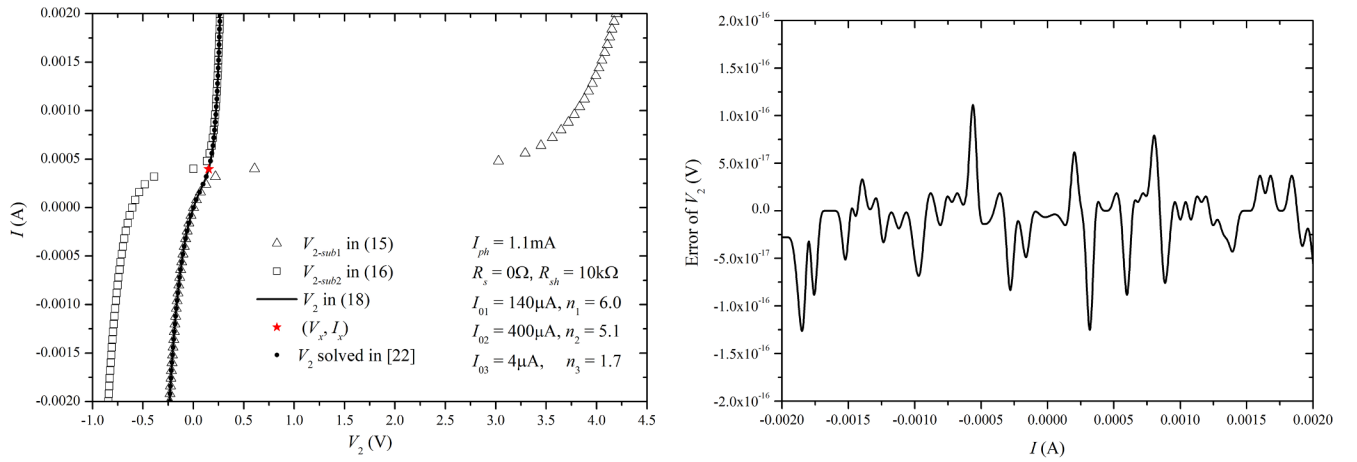 0.0020
0.0015
0.0010
0.0005
0.0000
-0.0005
-0.0010
-0.0015
-0.0020
I (A)
-1.0 -0.5 0.0 0.5 1.0 1.5 2.0 2.5 3.0 3.5 4.0 4.5
V2 (V)
V2-sub1 in (15)
V2-sub2 in (16)
V2 in (18)
(Vx, Ix)
V2 solved in [22]
Iph = 1.1mA
Rs = 0Ω, Rsh = 10kΩ
I01 = 140μA, n1 = 6.0
I02 = 400μA, n2 = 5.1
I03 = 4μA, n3 = 1.7
2.0x10-16
1.5x10-16
1.0x10-16
5.0x10-17
0.0
-5.0x10-17
-1.0x10-16
-1.5x10-16
-2.0x10-16
Error of V2 (V)
-0.0020 -0.0015 -0.0010 -0.0005 0.0000 0.0005 0.0010 0.0015 0.0020
I (A)